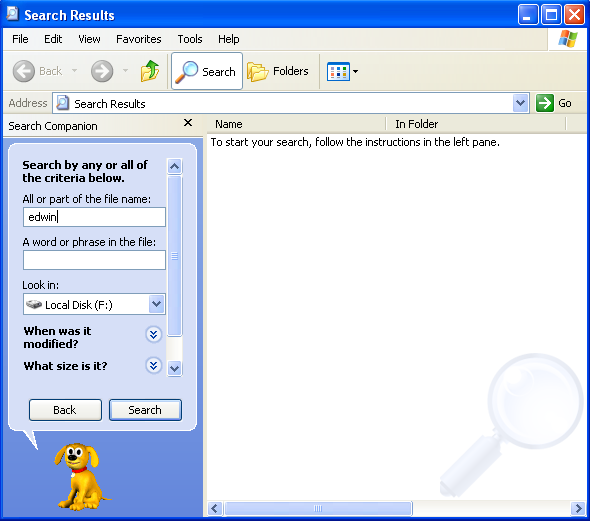 Search Results
File Edit View Favorites Tools Help
Back Search Folders
Address Search Results Go
Search Companion
Name In Folder
To start your search, follow the instructions in the left pane.
Search by any or all of
the criteria below.
All or part of the file name:
edwin
A word or phrase in the file:
Look in:
Local Disk (F:)
When was it
modified?
What size is it?
Back Search